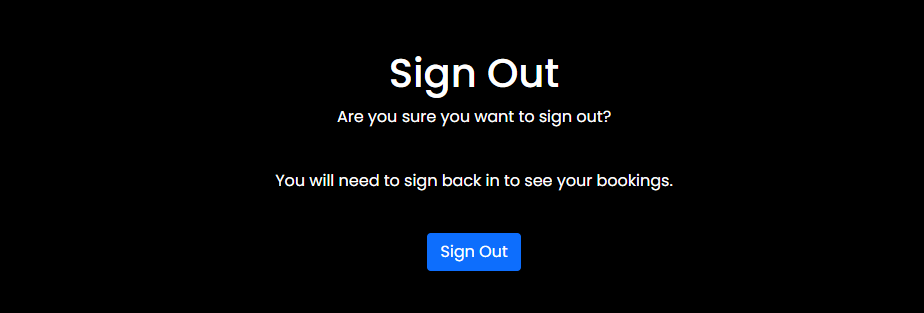 Sign Out
Are you sure you want to sign out?
You will need to sign back in to see your bookings.
Sign Out